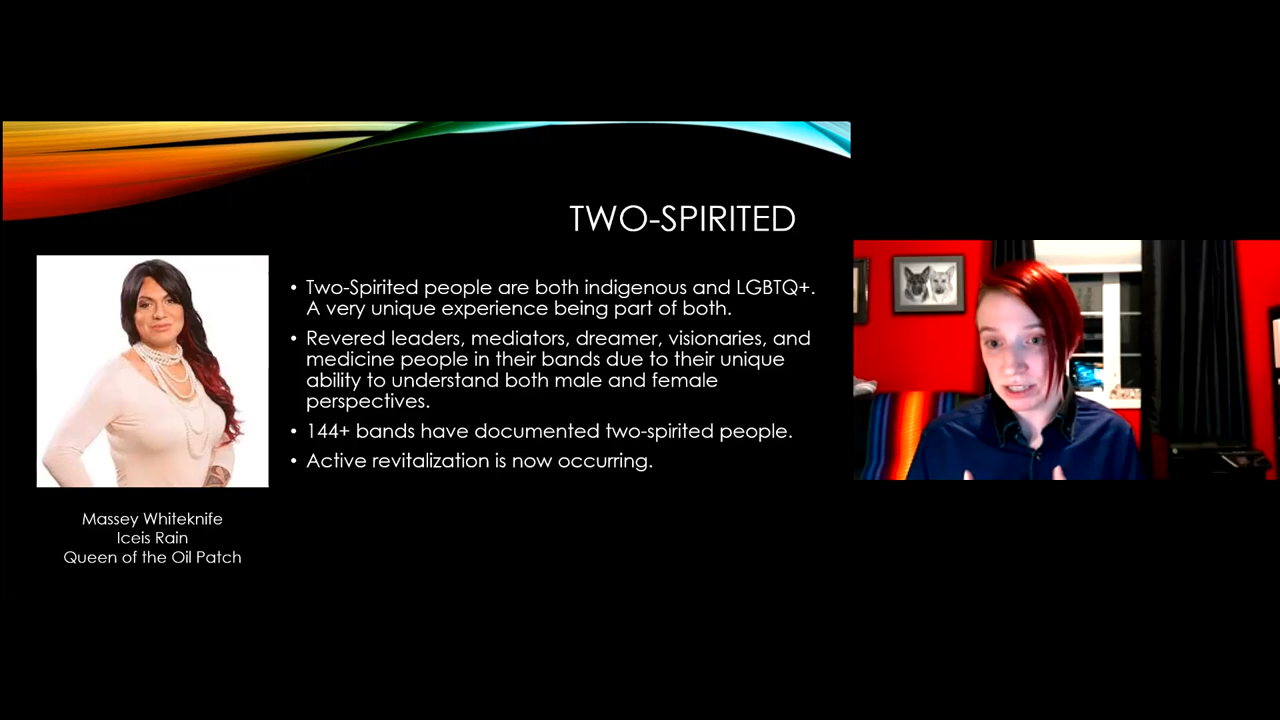 TWO-SPIRITED
• Two-Spirited people are both indigenous and LGBTQ+.
A very unique experience being part of both.
• Revered leaders, mediators, dreamer, visionaries, and
medicine people in their bands due to their unique
ability to understand both male and female
perspectives.
• 144+ bands have documented two-spirited people.
• Active revitalization is now occurring.
Massey Whiteknife
Iceis Rain
Queen of the Oil Patch